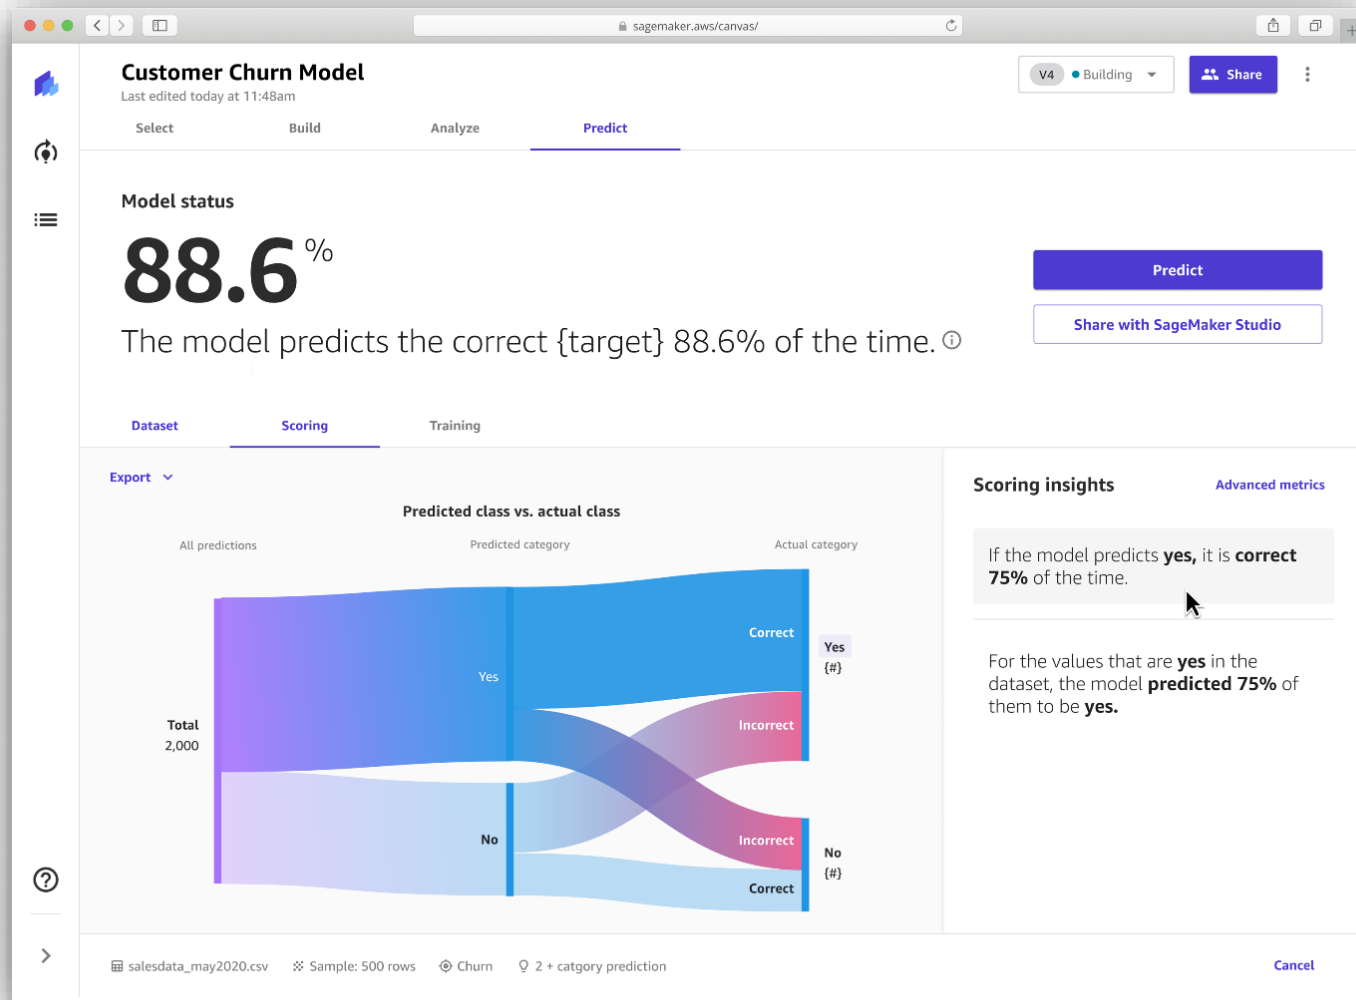 sagemaker.aws/canvas/
Customer Churn Model
Last edited today at 11:48am
V4 Building
Share
Select Build Analyze Predict
Model status
88.6%
The model predicts the correct {target} 88.6% of the time.
Predict
Share with SageMaker Studio
Dataset Scoring Training
Export
Predicted class vs. actual class
All predictions Predicted category Actual category
Total
2,000
Yes
No
Correct
Incorrect
Incorrect
Correct
Yes
{#}
No
{#}
Scoring insights Advanced metrics
If the model predicts yes, it is correct
75% of the time.
For the values that are yes in the
dataset, the model predicted 75% of
them to be yes.
salesdata_may2020.csv Sample: 500 rows Churn 2 + catgory prediction
Cancel